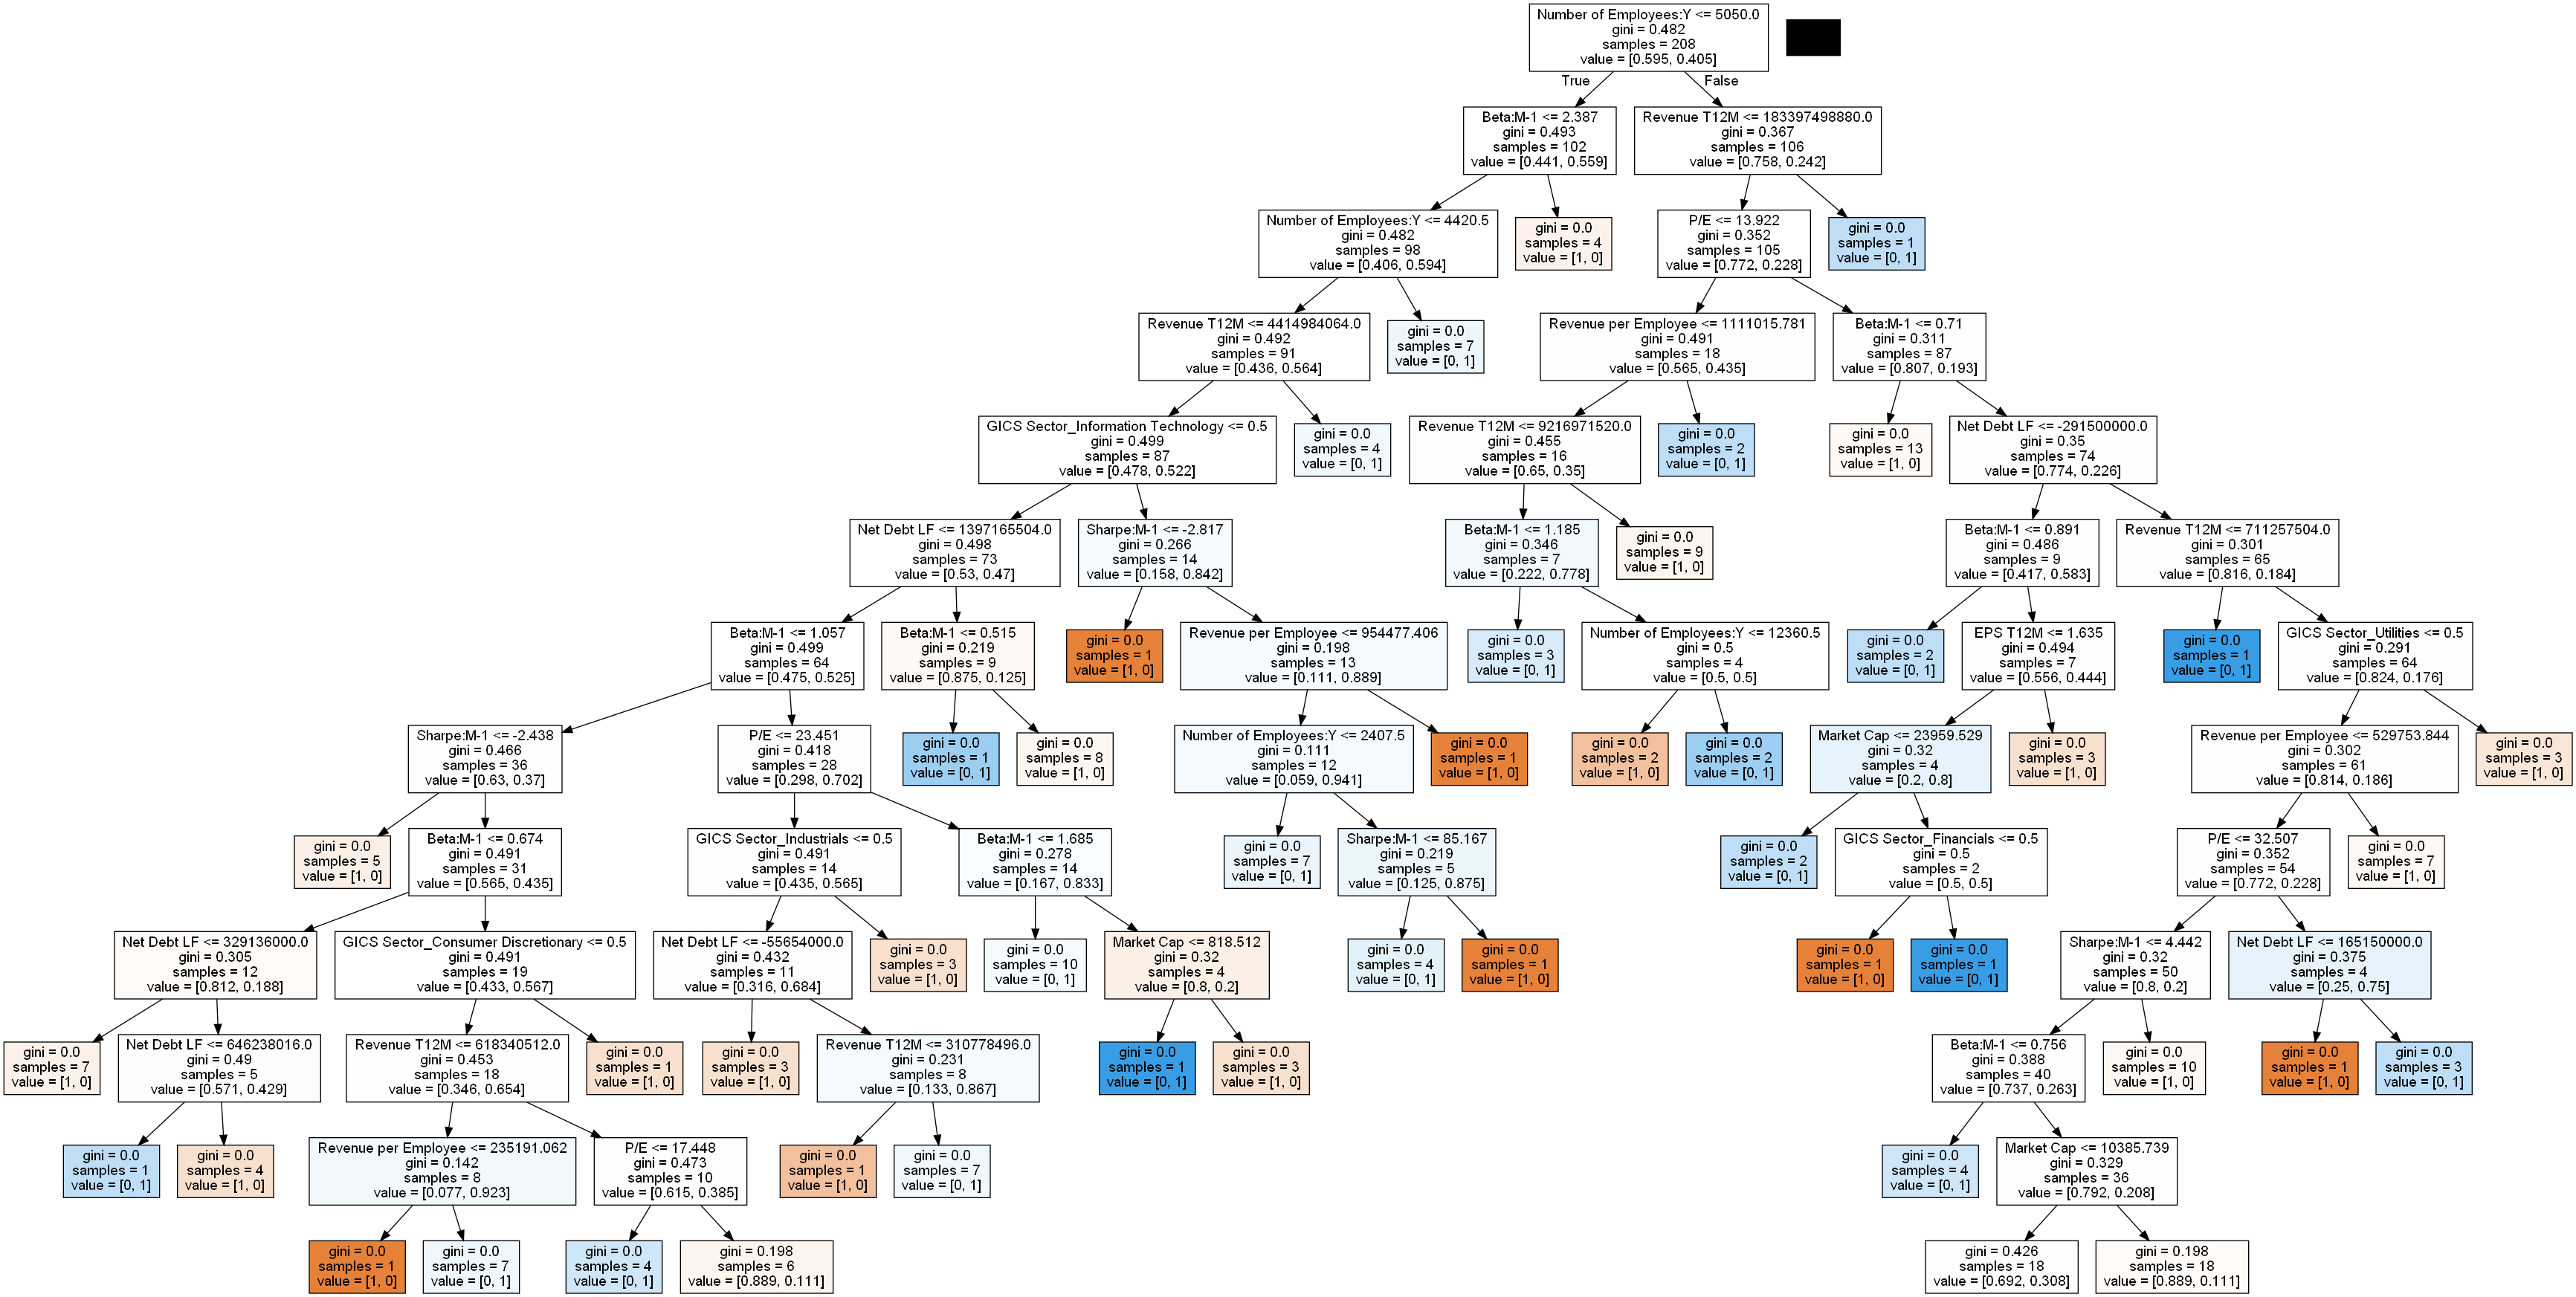 Number of Employees:Y <= 5050.0
gini = 0.482
samples = 208
value = [0.595, 0.405]
True
False
Beta:M-1 <= 2.387
gini = 0.493
samples = 102
value = [0.441, 0.559]
Revenue T12M <= 183397498880.0
gini = 0.367
samples = 106
value = [0.758, 0.242]
Number of Employees:Y <= 4420.5
gini = 0.482
samples = 98
value = [0.406, 0.594]
gini = 0.0
samples = 4
value = [1, 0]
P/E <= 13.922
gini = 0.352
samples = 105
value = [0.772, 0.228]
gini = 0.0
samples = 1
value = [0, 1]
Revenue T12M <= 4414984064.0
gini = 0.492
samples = 91
value = [0.436, 0.564]
gini = 0.0
samples = 7
value = [0, 1]
Revenue per Employee <= 1111015.781
gini = 0.491
samples = 18
value = [0.565, 0.435]
Beta:M-1 <= 0.71
gini = 0.311
samples = 87
value = [0.807, 0.193]
GICS Sector_Information Technology <= 0.5
gini = 0.499
samples = 87
value = [0.478, 0.522]
gini = 0.0
samples = 4
value = [0, 1]
Revenue T12M <= 9216971520.0
gini = 0.455
samples = 16
value = [0.65, 0.35]
gini = 0.0
samples = 2
value = [0, 1]
gini = 0.0
samples = 13
value = [1, 0]
Net Debt LF <= -291500000.0
gini = 0.35
samples = 74
value = [0.774, 0.226]
Net Debt LF <= 1397165504.0
gini = 0.498
samples = 73
value = [0.53, 0.47]
Sharpe:M-1 <= -2.817
gini = 0.266
samples = 14
value = [0.158, 0.842]
Beta:M-1 <= 1.185
gini = 0.346
samples = 7
value = [0.222, 0.778]
gini = 0.0
samples = 9
value = [1, 0]
Beta:M-1 <= 0.891
gini = 0.486
samples = 9
value = [0.417, 0.583]
Revenue T12M <= 711257504.0
gini = 0.301
samples = 65
value = [0.816, 0.184]
Beta:M-1 <= 1.057
gini = 0.499
samples = 64
value = [0.475, 0.525]
Beta:M-1 <= 0.515
gini = 0.219
samples = 9
value = [0.875, 0.125]
gini = 0.0
samples = 1
value = [1, 0]
Revenue per Employee <= 954477.406
gini = 0.198
samples = 13
value = [0.111, 0.889]
gini = 0.0
samples = 3
value = [0, 1]
Number of Employees:Y <= 12360.5
gini = 0.5
samples = 4
value = [0.5, 0.5]
gini = 0.0
samples = 2
value = [0, 1]
EPS T12M <= 1.635
gini = 0.494
samples = 7
value = [0.556, 0.444]
gini = 0.0
samples = 1
value = [0, 1]
GICS Sector_Utilities <= 0.5
gini = 0.291
samples = 64
value = [0.824, 0.176]
Sharpe:M-1 <= -2.438
gini = 0.466
samples = 36
value = [0.63, 0.37]
P/E <= 23.451
gini = 0.418
samples = 28
value = [0.298, 0.702]
gini = 0.0
samples = 1
value = [0, 1]
gini = 0.0
samples = 8
value = [1, 0]
Number of Employees:Y <= 2407.5
gini = 0.111
samples = 12
value = [0.059, 0.941]
gini = 0.0
samples = 1
value = [1, 0]
gini = 0.0
samples = 2
value = [1, 0]
gini = 0.0
samples = 2
value = [0, 1]
Market Cap <= 23959.529
gini = 0.32
samples = 4
value = [0.2, 0.8]
gini = 0.0
samples = 3
value = [1, 0]
Revenue per Employee <= 529753.844
gini = 0.302
samples = 61
value = [0.814, 0.186]
gini = 0.0
samples = 3
value = [1, 0]
gini = 0.0
samples = 5
value = [1, 0]
Beta:M-1 <= 0.674
gini = 0.491
samples = 31
value = [0.565, 0.435]
GICS Sector_Industrials <= 0.5
gini = 0.491
samples = 14
value = [0.435, 0.565]
Beta:M-1 <= 1.685
gini = 0.278
samples = 14
value = [0.167, 0.833]
gini = 0.0
samples = 7
value = [0, 1]
Sharpe:M-1 <= 85.167
gini = 0.219
samples = 5
value = [0.125, 0.875]
gini = 0.0
samples = 2
value = [0, 1]
GICS Sector_Financials <= 0.5
gini = 0.5
samples = 2
value = [0.5, 0.5]
P/E <= 32.507
gini = 0.352
samples = 54
value = [0.772, 0.228]
gini = 0.0
samples = 7
value = [1, 0]
Net Debt LF <= 329136000.0
gini = 0.305
samples = 12
value = [0.812, 0.188]
GICS Sector_Consumer Discretionary <= 0.5
gini = 0.491
samples = 19
value = [0.433, 0.567]
Net Debt LF <= -55654000.0
gini = 0.432
samples = 11
value = [0.316, 0.684]
gini = 0.0
samples = 3
value = [1, 0]
gini = 0.0
samples = 10
value = [0, 1]
Market Cap <= 818.512
gini = 0.32
samples = 4
value = [0.8, 0.2]
gini = 0.0
samples = 4
value = [0, 1]
gini = 0.0
samples = 1
value = [1, 0]
gini = 0.0
samples = 1
value = [1, 0]
gini = 0.0
samples = 1
value = [0, 1]
Sharpe:M-1 <= 4.442
gini = 0.32
samples = 50
value = [0.8, 0.2]
Net Debt LF <= 165150000.0
gini = 0.375
samples = 4
value = [0.25, 0.75]
gini = 0.0
samples = 7
value = [1, 0]
Net Debt LF <= 646238016.0
gini = 0.49
samples = 5
value = [0.571, 0.429]
Revenue T12M <= 618340512.0
gini = 0.453
samples = 18
value = [0.346, 0.654]
gini = 0.0
samples = 1
value = [1, 0]
gini = 0.0
samples = 3
value = [1, 0]
Revenue T12M <= 310778496.0
gini = 0.231
samples = 8
value = [0.133, 0.867]
gini = 0.0
samples = 1
value = [0, 1]
gini = 0.0
samples = 3
value = [1, 0]
Beta:M-1 <= 0.756
gini = 0.388
samples = 40
value = [0.737, 0.263]
gini = 0.0
samples = 10
value = [1, 0]
gini = 0.0
samples = 1
value = [1, 0]
gini = 0.0
samples = 3
value = [0, 1]
gini = 0.0
samples = 1
value = [0, 1]
gini = 0.0
samples = 4
value = [1, 0]
Revenue per Employee <= 235191.062
gini = 0.142
samples = 8
value = [0.077, 0.923]
P/E <= 17.448
gini = 0.473
samples = 10
value = [0.615, 0.385]
gini = 0.0
samples = 1
value = [1, 0]
gini = 0.0
samples = 7
value = [0, 1]
gini = 0.0
samples = 4
value = [0, 1]
Market Cap <= 10385.739
gini = 0.329
samples = 36
value = [0.792, 0.208]
gini = 0.0
samples = 1
value = [1, 0]
gini = 0.0
samples = 7
value = [0, 1]
gini = 0.0
samples = 4
value = [0, 1]
gini = 0.198
samples = 6
value = [0.889, 0.111]
gini = 0.426
samples = 18
value = [0.692, 0.308]
gini = 0.198
samples = 18
value = [0.889, 0.111]